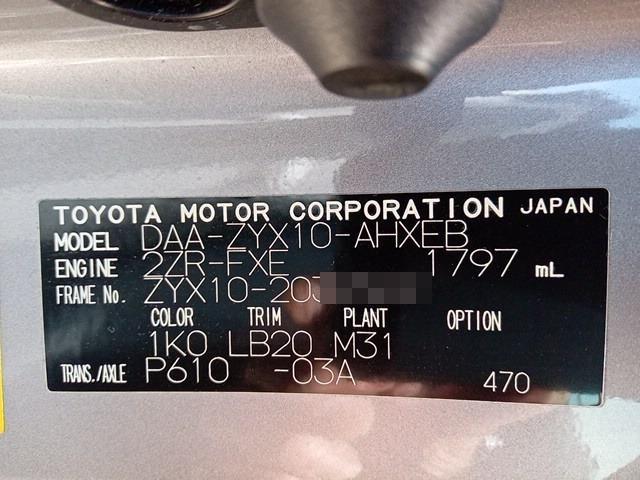 TOYOTA MOTOR CORPORATION JAPAN
MODEL DAA-ZYX10-AHXEB
ENGINE 2ZR-FXE 1797 mL
FRAME No. ZYX10-203
COLOR TRIM PLANT OPTION
1K0 LB20 M31
TRANS./AXLE P610 -03A 470